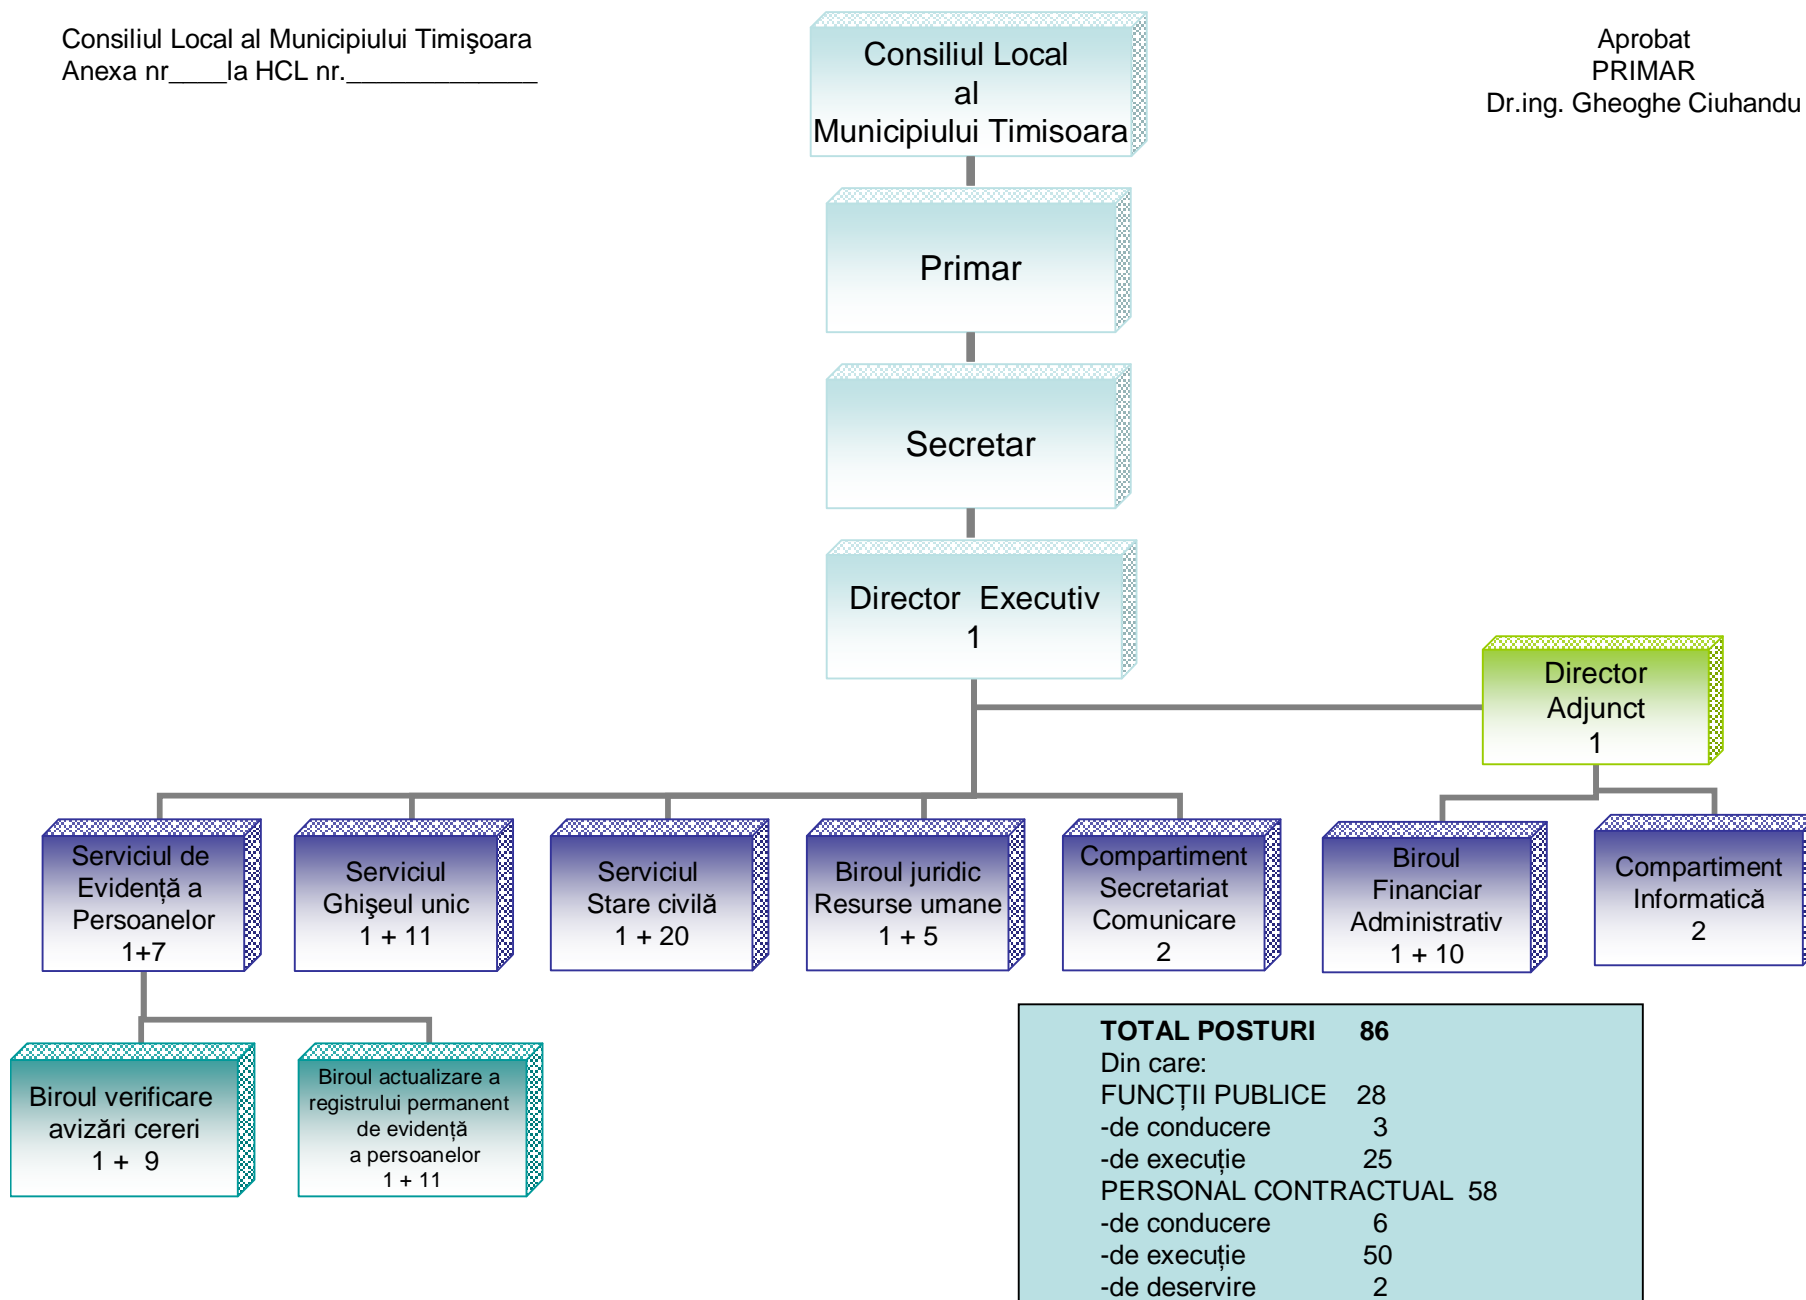 Consiliul Local al Municipiului Timişoara
Anexa nr____la HCL nr.____________
Aprobat
PRIMAR
Dr.ing. Gheoghe Ciuhandu
Consiliul Local
al
Municipiului Timisoara
Primar
Secretar
Director Executiv
1
Director
Adjunct
1
Serviciul de
Evidență a
Persoanelor
1+7
Serviciul
Ghişeul unic
1 + 11
Serviciul
Stare civilă
1 + 20
Biroul juridic
Resurse umane
1 + 5
Compartiment
Secretariat
Comunicare
2
Biroul
Financiar
Administrativ
1 + 10
Compartiment
Informatică
2
Biroul verificare
avizări cereri
1 + 9
Biroul actualizare a
registrului permanent
de evidență
a persoanelor
1 + 11
TOTAL POSTURI 86
Din care:
FUNCȚII PUBLICE 28
-de conducere 3
-de execuție 25
PERSONAL CONTRACTUAL 58
-de conducere 6
-de execuție 50
-de deservire 2